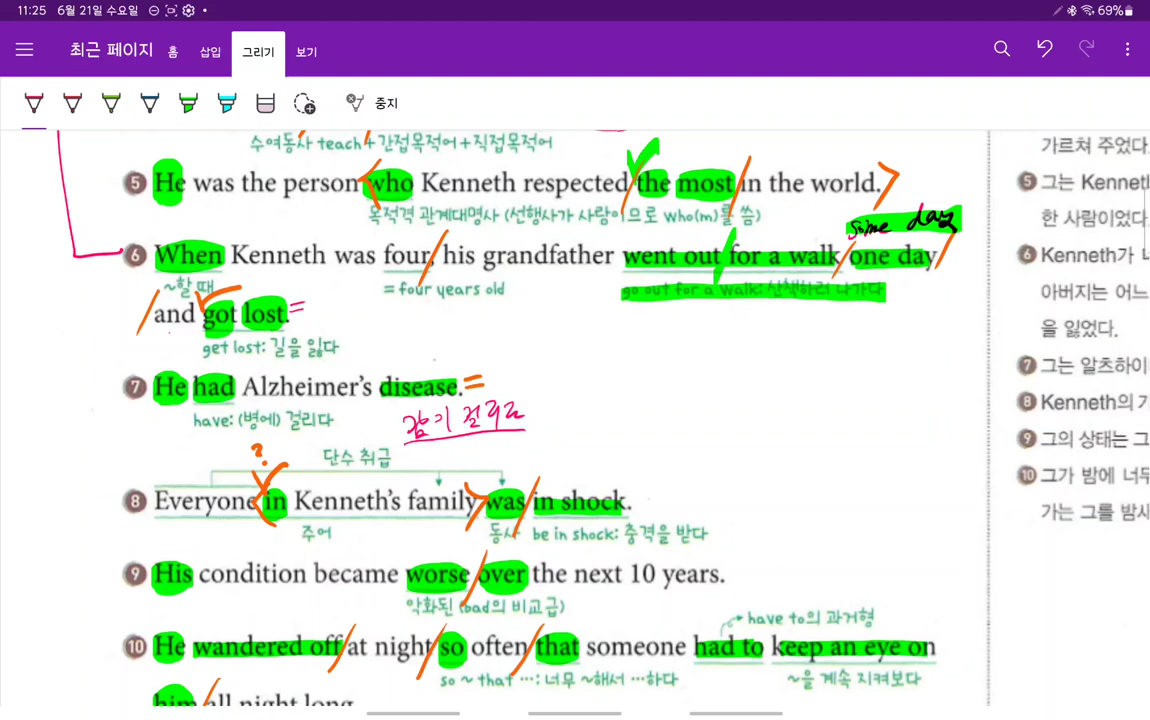 11:25 6월 21일 수요일 69%
최근 페이지 홈 삽입 그리기 보기
중지
수여동사 teach + 간접목적어 + 직접목적어
5 He was the person who Kenneth respected the most in the world.
목적격 관계대명사 (선행사가 사람이므로 who(m)를 씀)
some day
6 When Kenneth was four, his grandfather went out for a walk one day
~할 때 = four years old go out for a walk: 산책하러 나가다
and got lost. =
get lost: 길을 잃다
7 He had Alzheimer's disease. =
have: (병에) 걸리다
감기 걸리다
? 단수 취급
8 Everyone in Kenneth's family was in shock.
주어 동사 be in shock: 충격을 받다
9 His condition became worse over the next 10 years.
악화된 (bad의 비교급)
have to의 과거형
10 He wandered off at night so often that someone had to keep an eye on
so ~ that …: 너무 ~해서 …하다 ~을 계속 지켜보다
him all night long.
가르쳐 주었다.
5 그는 Kennet
한 사람이었다
6 Kenneth가
아버지는 어느
을 잃었다.
7 그는 알츠하이
8 Kenneth의
9 그의 상태는 그
10 그가 밤에 너무
가는 그를 밤새